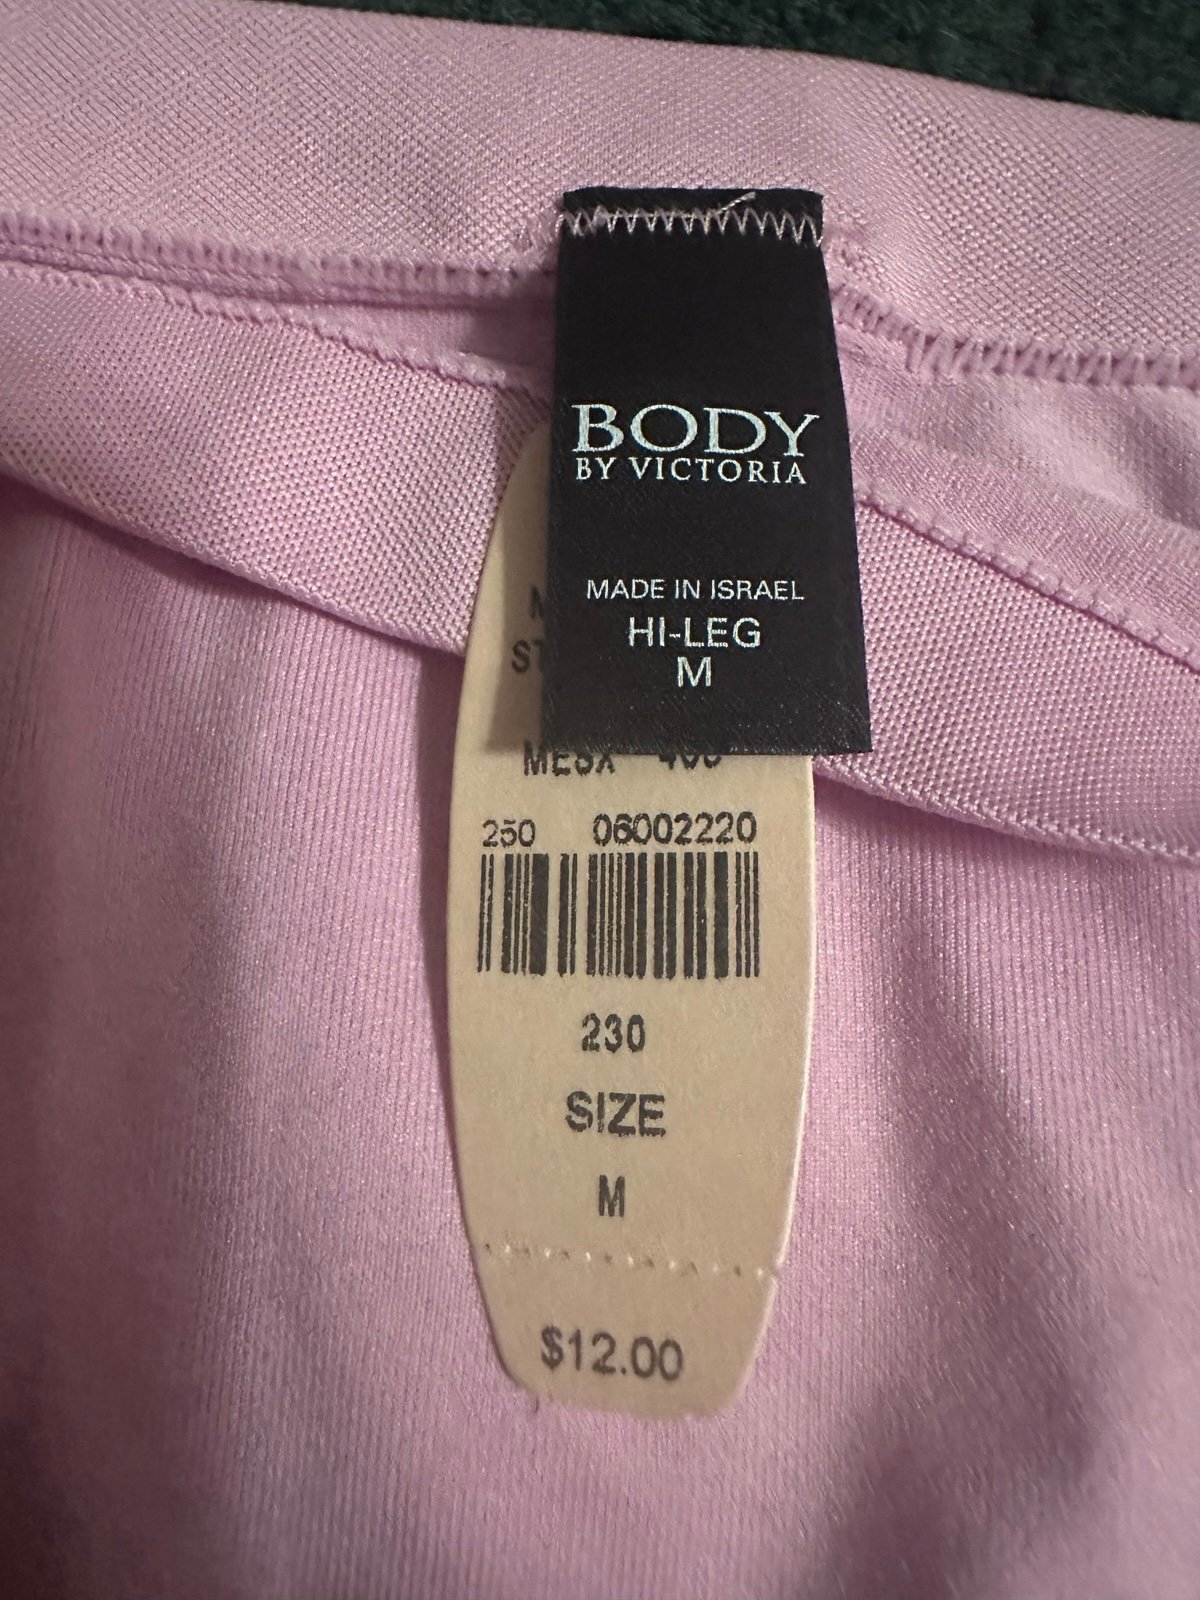 BODY
BY VICTORIA
MADE IN ISRAEL
HI-LEG
M
250 06002220
230
SIZE
M
$12.00